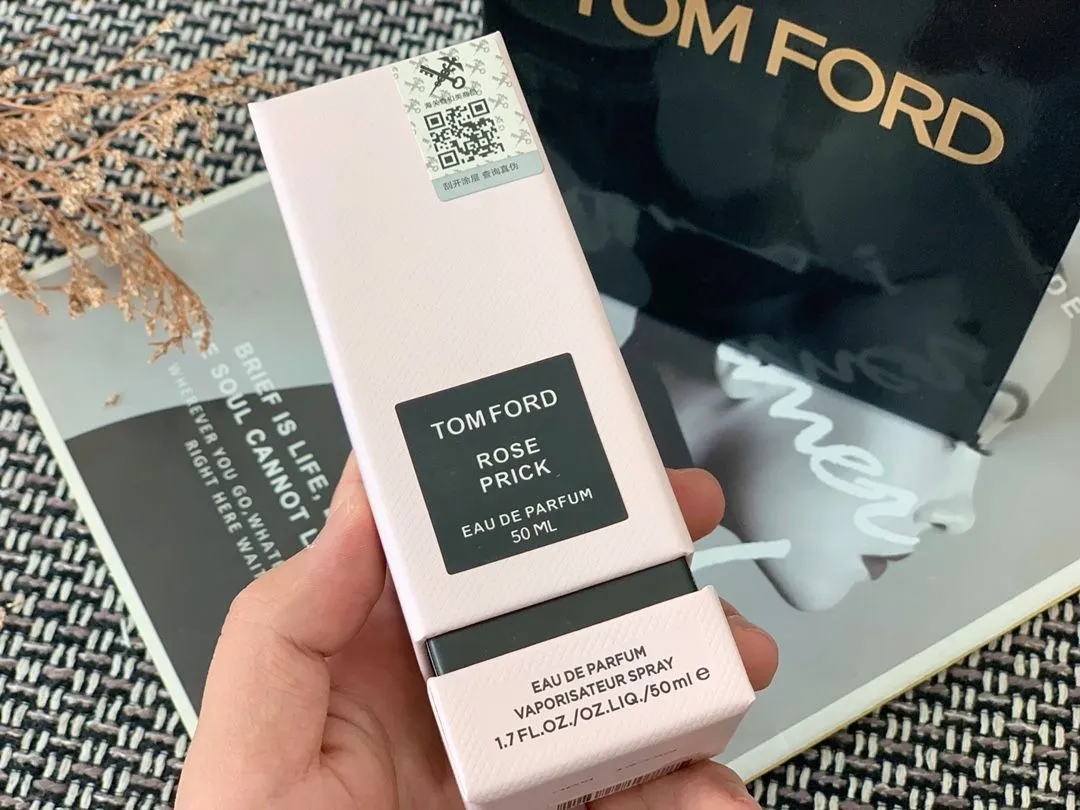 TOM FORD
刮开涂层 查询真伪
TOM FORD
ROSE
PRICK
EAU DE PARFUM
50 ML
EAU DE PARFUM
VAPORISATEUR SPRAY
1.7 FL.OZ./OZ.LIQ./50ml e
BRIEF IS LIFE,
SOUL CANNOT
WHEREVER YOU GO.
RIGHT HERE